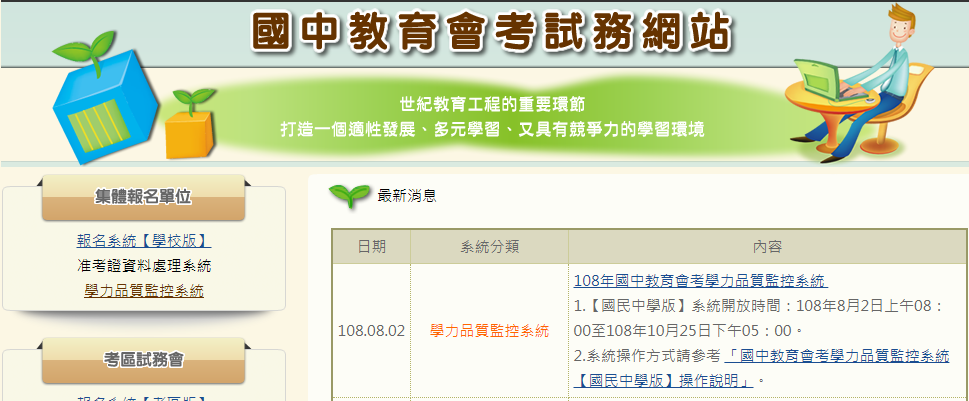 國中教育會考試務網站
世紀教育工程的重要環節
打造一個適性發展、多元學習、又具有競爭力的學習環境
集體報名單位
報名系統【學校版】
准考證資料處理系統
學力品質監控系統
考區試務會
最新消息
日期 系統分類 內容
108.08.02 學力品質監控系統
108年國中教育會考學力品質監控系統
1.【國民中學版】系統開放時間：108年8月2日上午08：
00至108年10月25日下午05：00。
2.系統操作方式請參考「國中教育會考學力品質監控系統
【國民中學版】操作說明」。